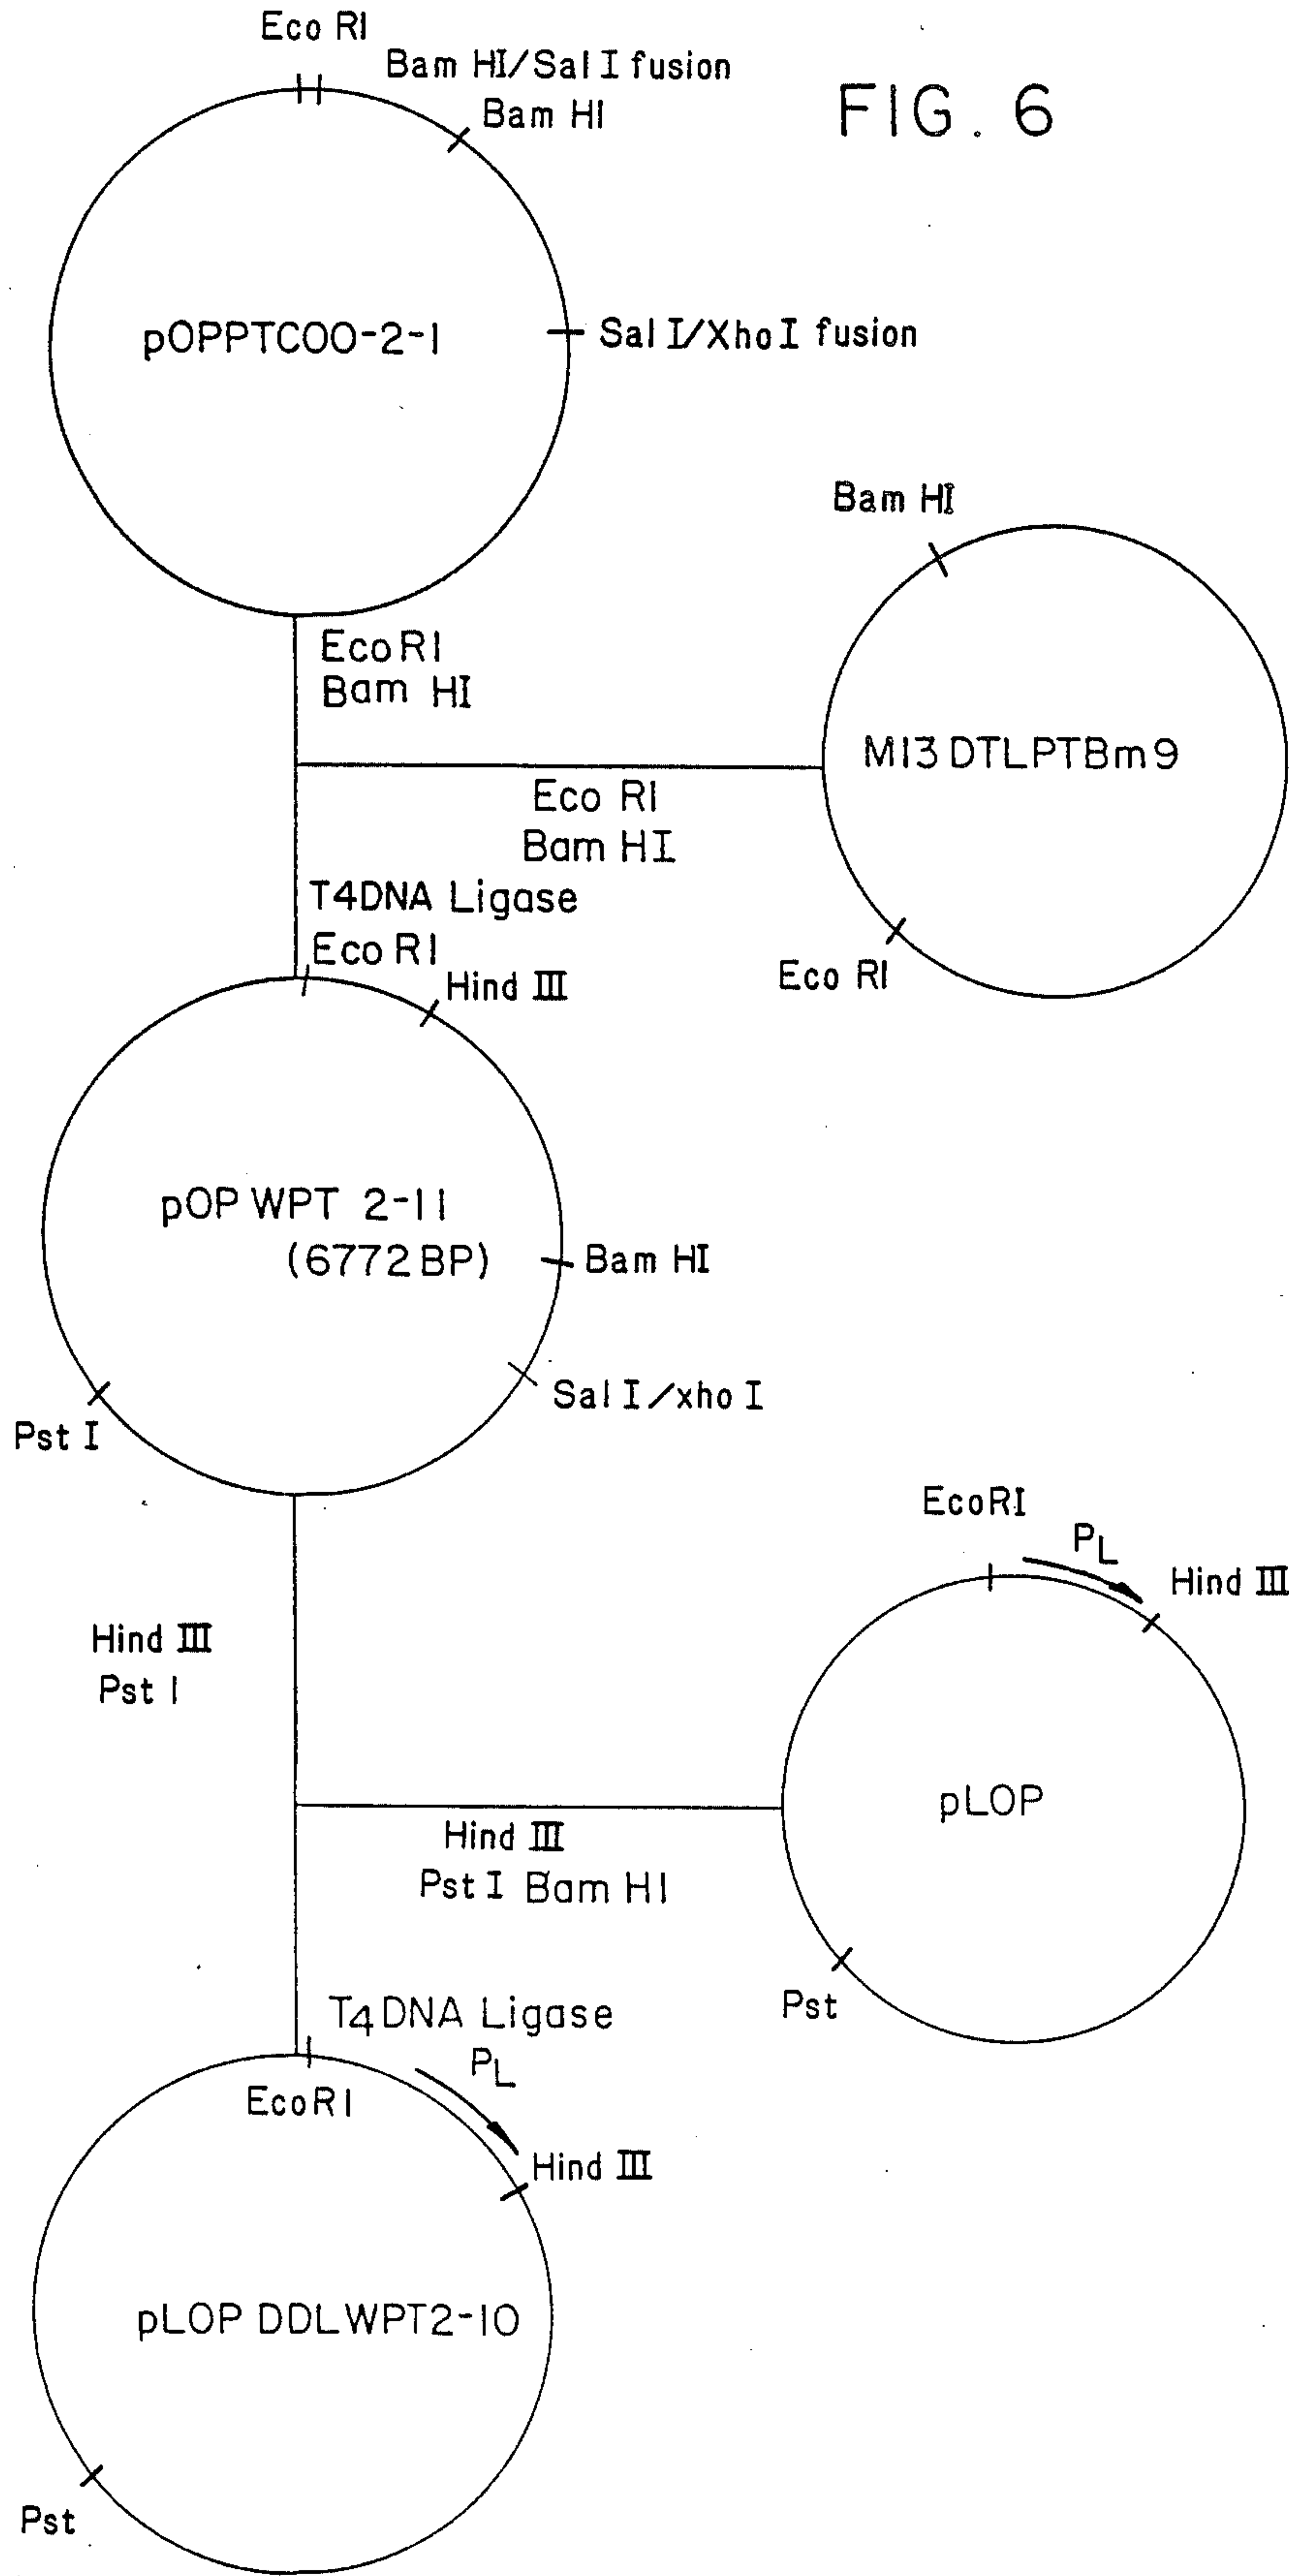 Eco RI
Bam HI/Sal I fusion
Bam HI
FIG. 6
pOPPTC00-2-1
Sal I/Xho I fusion
Bam HI
Eco RI
Bam HI
M13 DTLPTBm9
Eco RI
Bam HI
T4DNA Ligase
Eco RI
Hind III
Eco RI
pOP WPT 2-11
(6772 BP)
Bam HI
Sal I/xho I
Pst I
EcoRI
PL
Hind III
Hind III
Pst I
pLOP
Hind III
Pst I Bam HI
Pst
T4 DNA Ligase
PL
EcoRI
Hind III
pLOP DDLWPT2-10
Pst